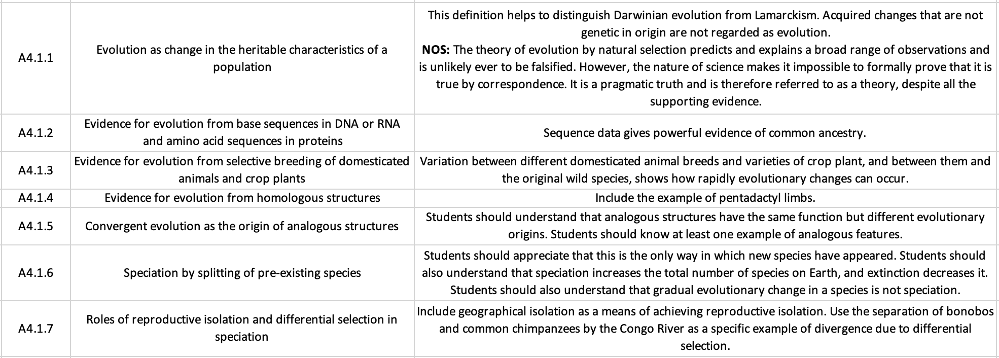 A4.1.1
Evolution as change in the heritable characteristics of a
population
This definition helps to distinguish Darwinian evolution from Lamarckism. Acquired changes that are not
genetic in origin are not regarded as evolution.
NOS: The theory of evolution by natural selection predicts and explains a broad range of observations and
is unlikely ever to be falsified. However, the nature of science makes it impossible to formally prove that it is
true by correspondence. It is a pragmatic truth and is therefore referred to as a theory, despite all the
supporting evidence.
A4.1.2
Evidence for evolution from base sequences in DNA or RNA
and amino acid sequences in proteins
Sequence data gives powerful evidence of common ancestry.
A4.1.3
Evidence for evolution from selective breeding of domesticated
animals and crop plants
Variation between different domesticated animal breeds and varieties of crop plant, and between them and
the original wild species, shows how rapidly evolutionary changes can occur.
A4.1.4
Evidence for evolution from homologous structures
Include the example of pentadactyl limbs.
A4.1.5
Convergent evolution as the origin of analogous structures
Students should understand that analogous structures have the same function but different evolutionary
origins. Students should know at least one example of analogous features.
A4.1.6
Speciation by splitting of pre-existing species
Students should appreciate that this is the only way in which new species have appeared. Students should
also understand that speciation increases the total number of species on Earth, and extinction decreases it.
Students should also understand that gradual evolutionary change in a species is not speciation.
A4.1.7
Roles of reproductive isolation and differential selection in
speciation
Include geographical isolation as a means of achieving reproductive isolation. Use the separation of bonobos
and common chimpanzees by the Congo River as a specific example of divergence due to differential
selection.